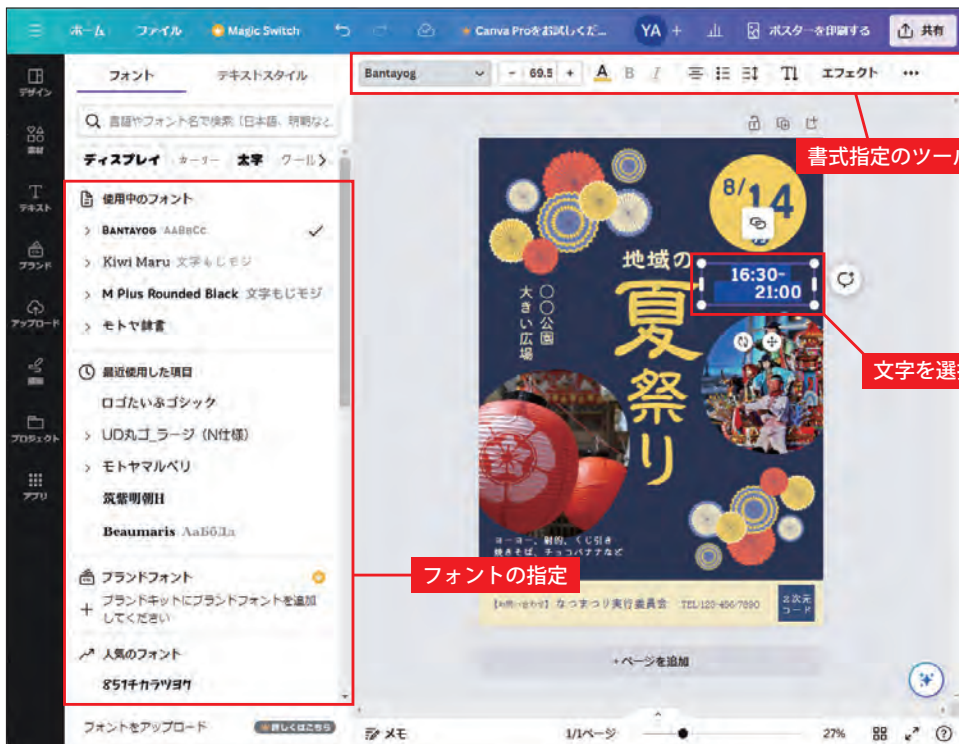 ホーム ファイル Magic Switch Canva Proをお試しくだ… YA + ポスターを印刷する 共有
デザイン
素材
テキスト
ブランド
アップロード
プロジェクト
アプリ
フォント テキストスタイル
言語やフォント名で検索（日本語、明朝など
ディスプレイ 太字 クール
使用中のフォント
BANTAYOG AABBCC
Kiwi Maru 文字もじモジ
M Plus Rounded Black 文字もじモジ
モトヤ隷書
最近使用した項目
ロゴたいぷゴシック
UD丸ゴ_ラージ (N仕様)
モトヤマルベリ
筑紫明朝H
Beaumaris
ブランドフォント
ブランドキットにブランドフォントを追加
してください
人気のフォント
851チカラヅヨク
フォントをアップロード 詳しくはこちら
Bantayog - 69.5 + A B I エフェクト …
書式指定のツール
8/14
地域の
夏祭り
16:30-
21:00
〇〇公園
大きい広場
文字を選
ヨーヨー、射的、くじ引き
焼きそば、チョコバナナなど
フォントの指定
なつまつり実行委員会
2次元
コード
+ページを追加
メモ 1/1ページ 27%